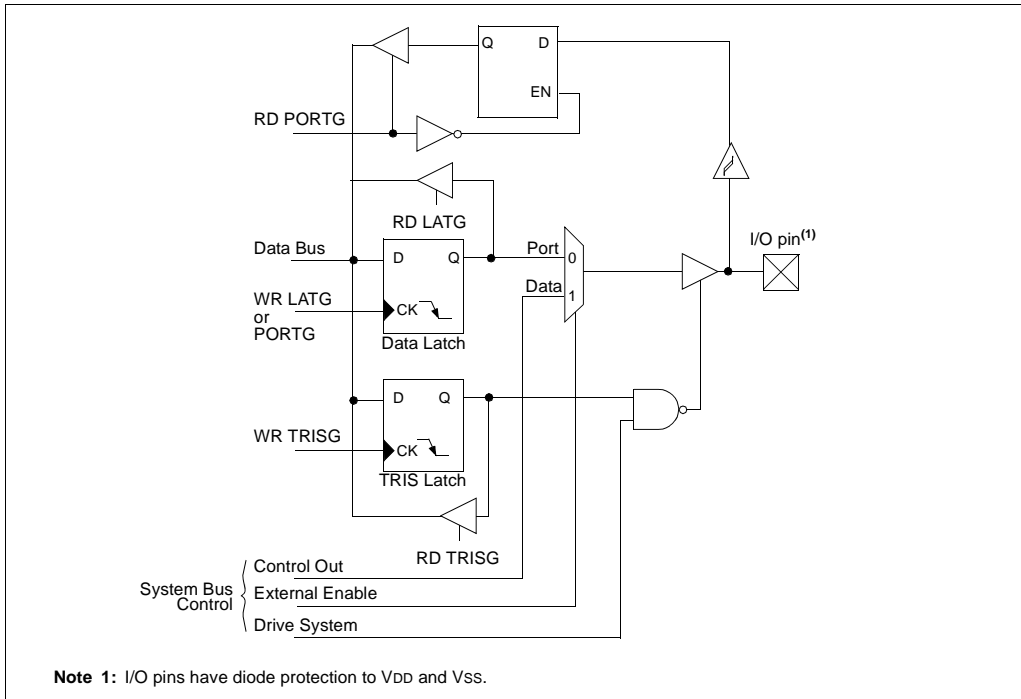 Q D
EN
RD PORTG
RD LATG
I/O pin(1)
Data Bus
D Q
Port
0
Data
1
WR LATG
or
PORTG
CK
Data Latch
D Q
WR TRISG
CK
TRIS Latch
RD TRISG
System Bus
Control
Control Out
External Enable
Drive System
Note 1: I/O pins have diode protection to VDD and VSS.